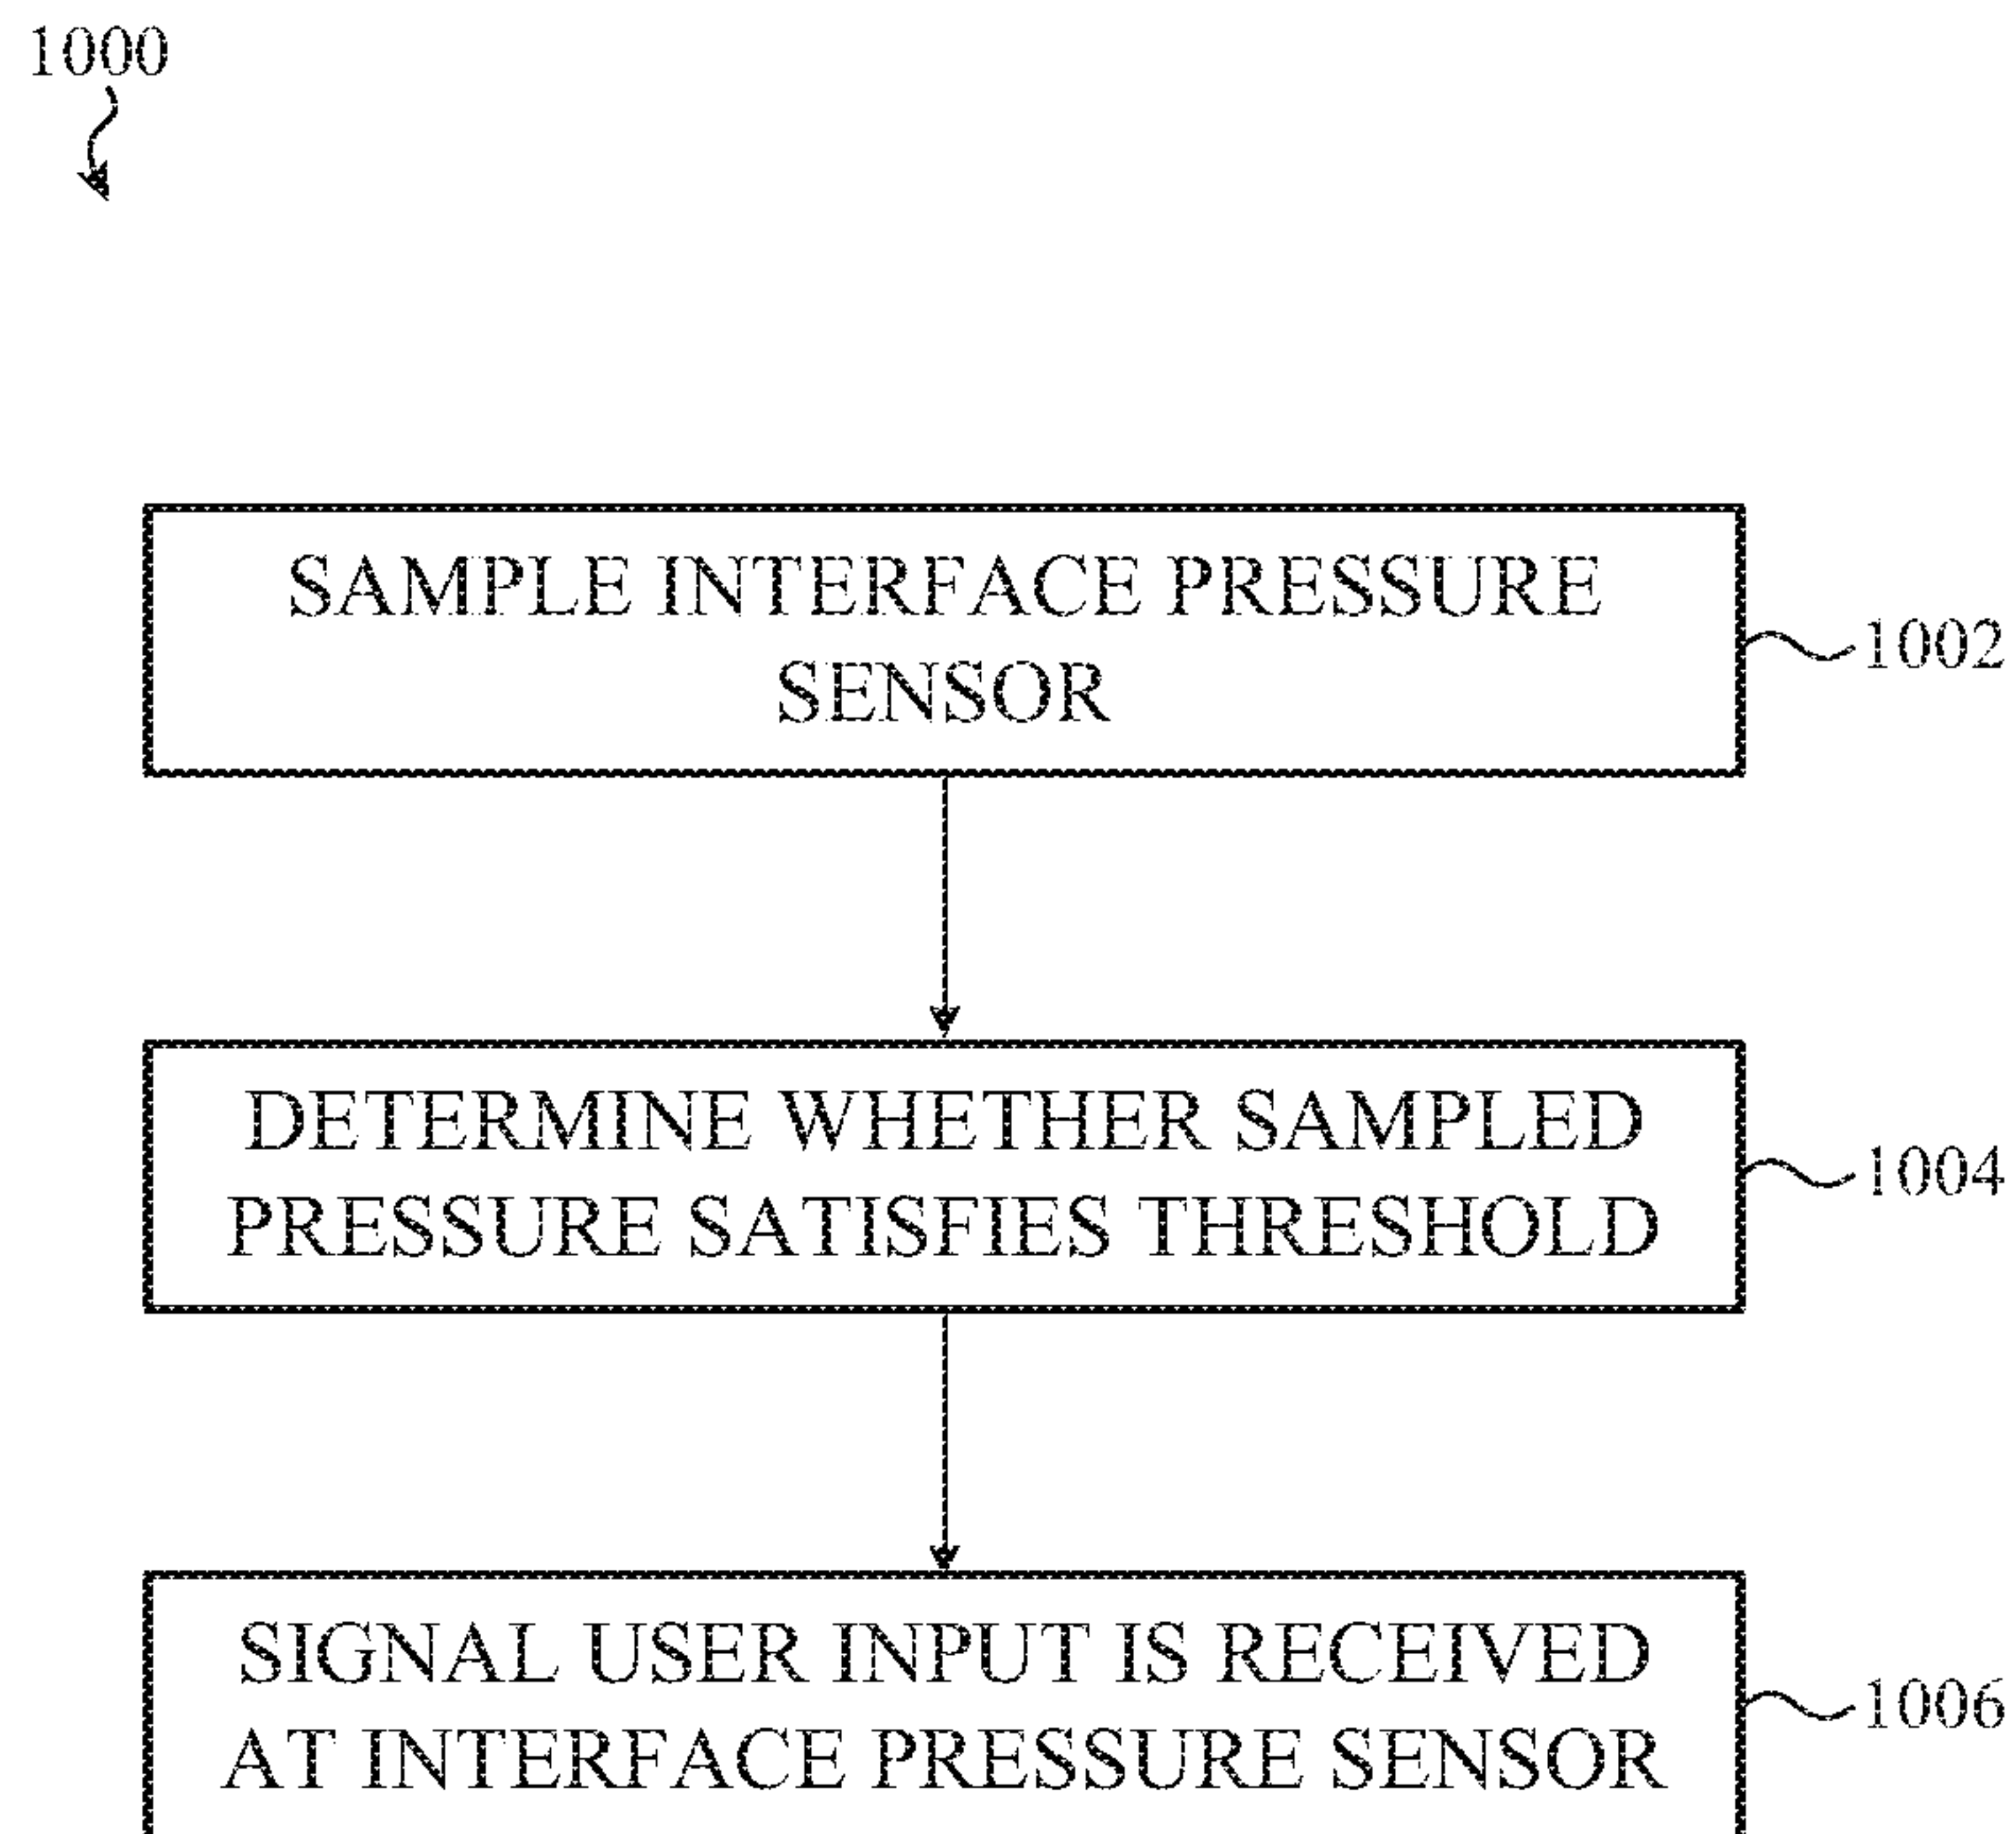 1000
SAMPLE INTERFACE PRESSURE
SENSOR
1002
DETERMINE WHETHER SAMPLED
PRESSURE SATISFIES THRESHOLD
1004
SIGNAL USER INPUT IS RECEIVED
AT INTERFACE PRESSURE SENSOR
1006